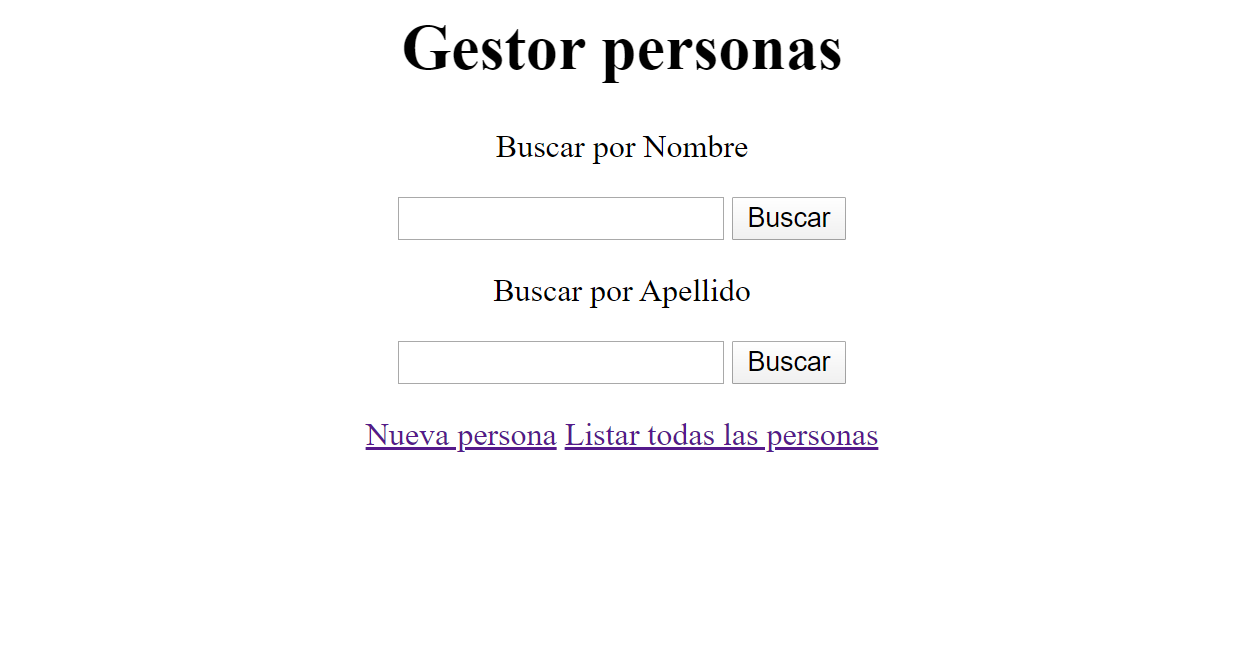 Gestor personas
Buscar por Nombre
Buscar
Buscar por Apellido
Buscar
Nueva persona Listar todas las personas